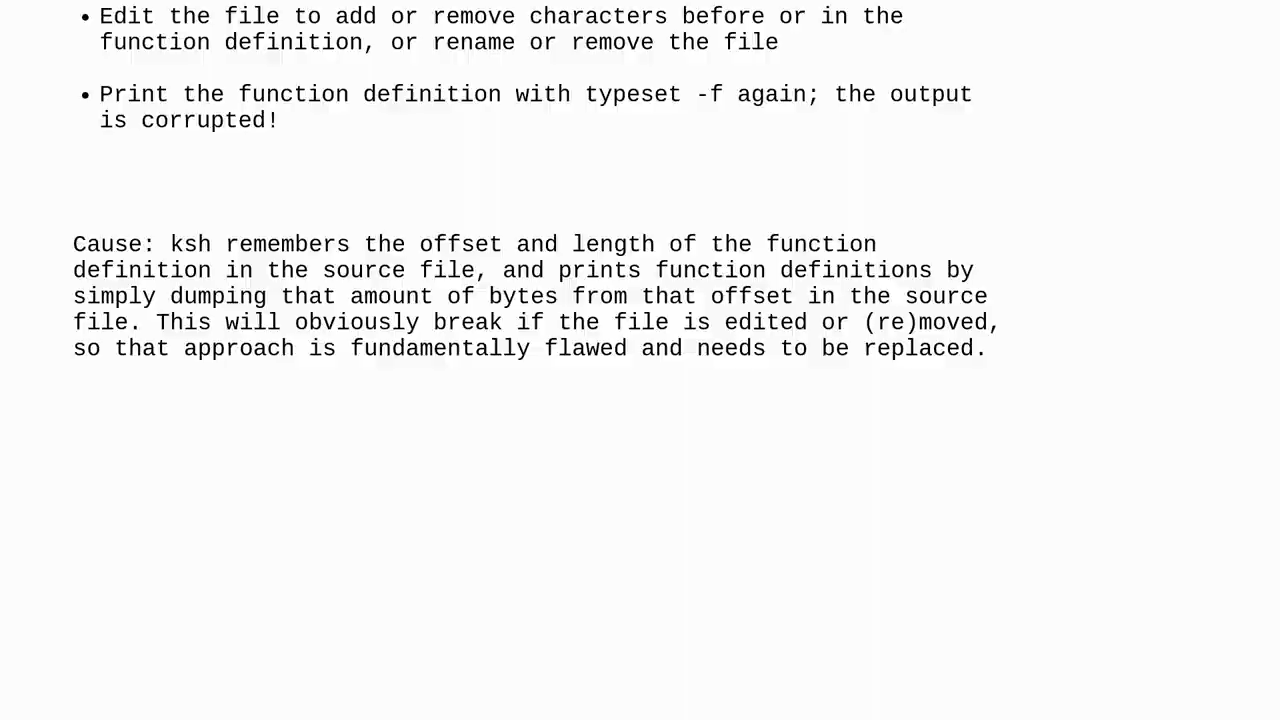 • Edit the file to add or remove characters before or in the
function definition, or rename or remove the file
• Print the function definition with typeset -f again; the output
is corrupted!
Cause: ksh remembers the offset and length of the function
definition in the source file, and prints function definitions by
simply dumping that amount of bytes from that offset in the source
file. This will obviously break if the file is edited or (re)moved,
so that approach is fundamentally flawed and needs to be replaced.